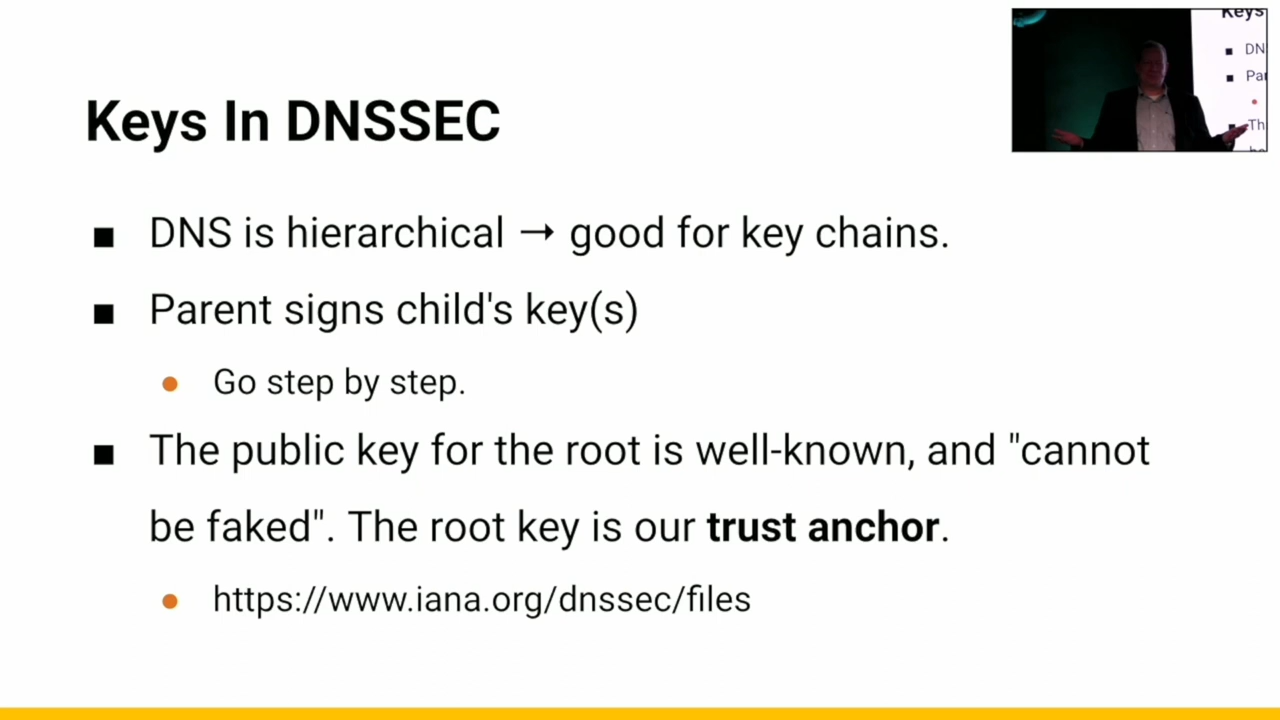 Keys In DNSSEC
■ DNS is hierarchical → good for key chains.
■ Parent signs child's key(s)
● Go step by step.
■ The public key for the root is well-known, and "cannot
be faked". The root key is our trust anchor.
● https://www.iana.org/dnssec/files
Keys
■ DN
■ Par
■ Th